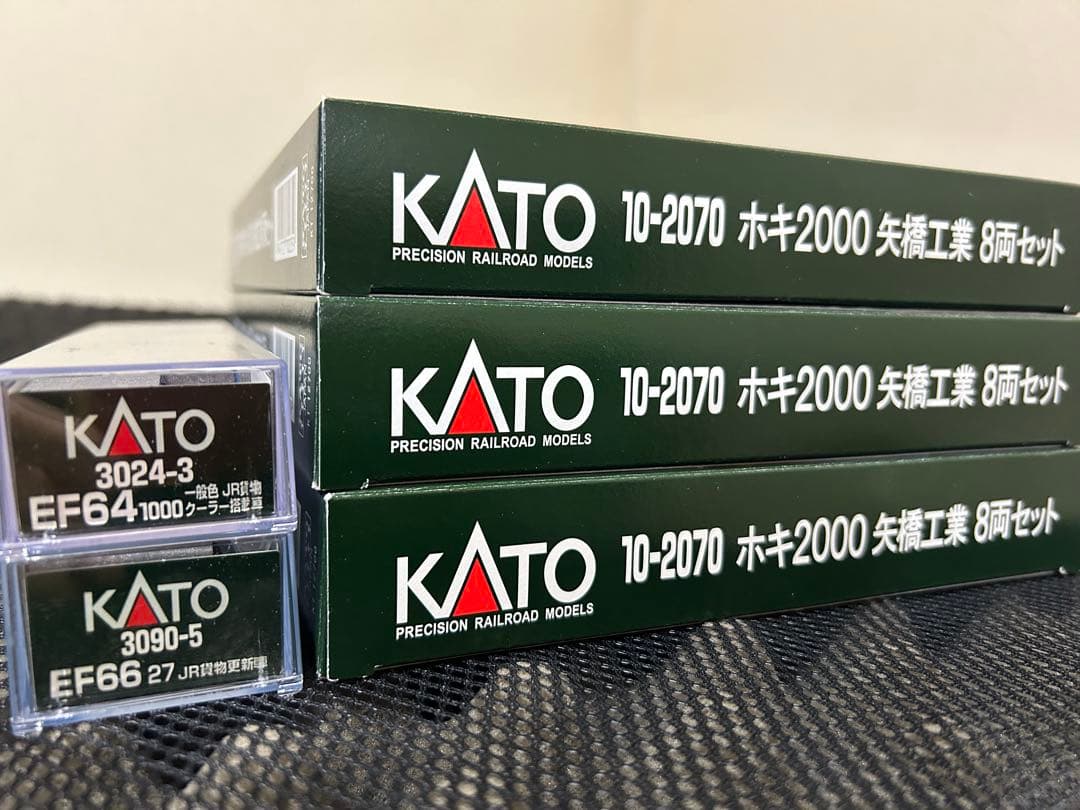 KATO
PRECISION RAILROAD MODELS
10-2070 ホキ2000 矢橋工業 8両セット
KATO
PRECISION RAILROAD MODELS
10-2070 ホキ2000 矢橋工業 8両セット
KATO
PRECISION RAILROAD MODELS
10-2070 ホキ2000 矢橋工業 8両セット
KATO
3024-3
EF64 1000 一般色 JR貨物
クーラー搭載車
KATO
3090-5
EF66 27 JR貨物更新車